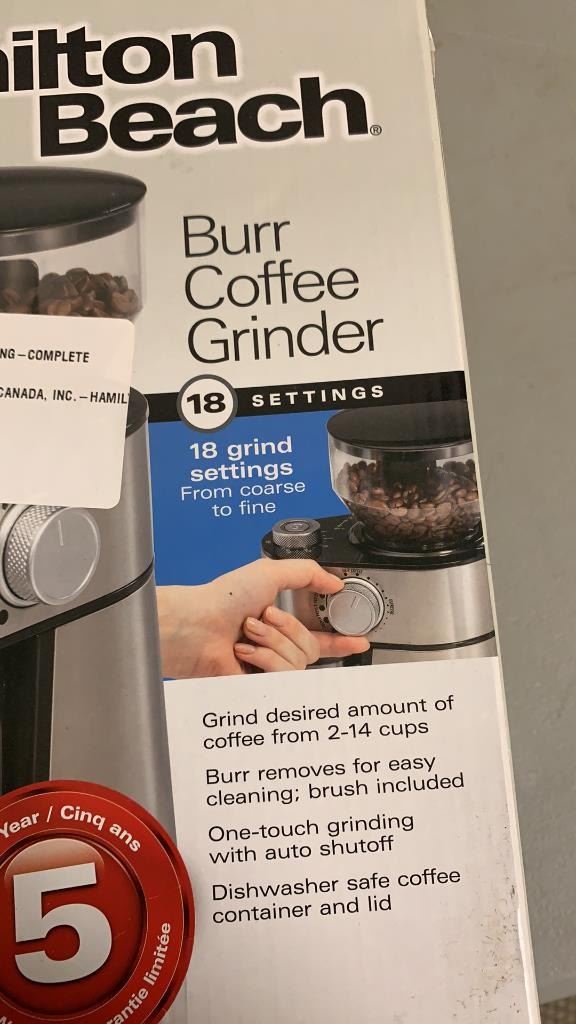 ilton
Beach®
Burr
Coffee
Grinder
NG-COMPLETE
CANADA, INC.-HAMIL
18 SETTINGS
18 grind
settings
From coarse
to fine
Grind desired amount of
coffee from 2-14 cups
Burr removes for easy
cleaning; brush included
One-touch grinding
with auto shutoff
Dishwasher safe coffee
container and lid
Year / Cinq ans
5
antie limitée